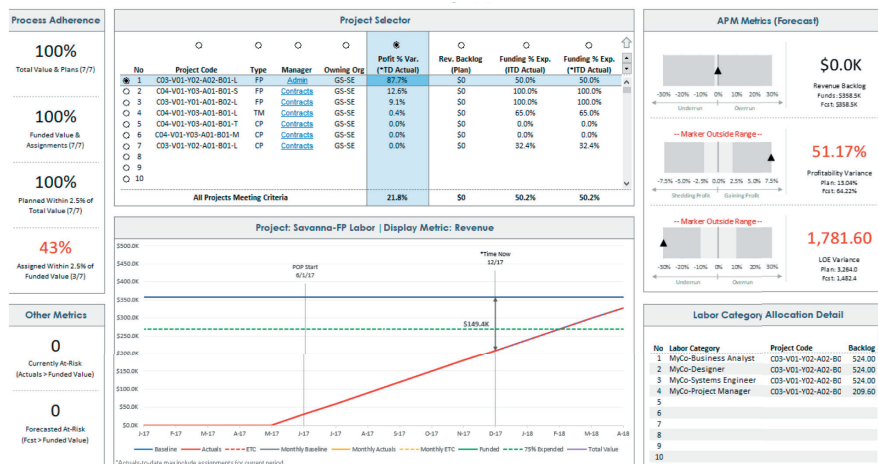 Process Adherence
100%
Total Value & Plans (7/7)
100%
Funded Value &
Assignments (7/7)
100%
Planned Within 2.5% of
Total Value (7/7)
43%
Assigned Within 2.5% of
Funded Value (3/7)
Other Metrics
0
Currently At-Risk
(Actuals > Funded Value)
0
Forecasted At-Risk
(Fcst > Funded Value)
Project Selector
Pofit % Var. Rev. Backlog Funding % Exp. Funding % Exp.
No Project Code Type Manager Owning Org (*TD Actual) (Plan) (ITD Actual) (*ITD Actual)
1 C03-V01-Y02-A02-B01-L FP Admin GS-SE 87.7% $0 50.0% 50.0%
2 C04-V01-Y03-A01-B01-S FP Contracts GS-SE 12.6% $0 100.0% 100.0%
3 C03-V01-Y01-A01-B02-L FP Contracts GS-SE 9.1% $0 100.0% 100.0%
4 C04-V01-Y03-A01-B01-L TM Contracts GS-SE 0.4% $0 65.0% 65.0%
5 C04-V01-Y03-A01-B01-T CP Contracts GS-SE 0.0% $0 0.0% 0.0%
6 C04-V01-Y03-A01-B01-M CP Contracts GS-SE 0.0% $0 0.0% 0.0%
7 C03-V01-Y02-A01-B01-L CP Contracts GS-SE 0.0% $0 32.4% 32.4%
8
9
10
All Projects Meeting Criteria 21.8% $0 50.2% 50.2%
Project: Savanna-FP Labor | Display Metric: Revenue
$500.0K
$450.0K
$400.0K
$350.0K
$300.0K
$250.0K
$200.0K
$150.0K
$100.0K
$50.0K
$0.0K
POP Start
6/1/17
*Time Now
12/17
$149.4K
J-17 F-17 M-17 A-17 M-17 J-17 J-17 A-17 S-17 O-17 N-17 D-17 J-18 F-18 M-18 A-18
Baseline Actuals ETC Monthly Baseline Monthly Actuals Monthly ETC Funded 75% Expended Total Value
*Actuals-to-date may include assignments for current period
APM Metrics (Forecast)
-30% -20% -10% 0% 10% 20% 30%
Underrun Overrun
$0.0K
Revenue Backlog
Funds: $358.5K
Fcst: $358.5K
-- Marker Outside Range--
-7.5% -5.0% -2.5% 0.0% 2.5% 5.0% 7.5%
Shedding Profit Gaining Profit
51.17%
Profitability Variance
Plan: 13.04%
Fcst: 64.22%
-- Marker Outside Range--
-30% -20% -10% 0% 10% 20% 30%
Underrun Overrun
1,781.60
LOE Variance
Plan: 3,264.0
Fcst: 1,482.4
Labor Category Allocation Detail
No Labor Category Project Code Backlog
1 MyCo-Business Analyst C03-V01-Y02-A02-B0 524.00
2 MyCo-Designer C03-V01-Y02-A02-B0 524.00
3 MyCo-Systems Engineer C03-V01-Y02-A02-B0 524.00
4 MyCo-Project Manager C03-V01-Y02-A02-B0 209.60
5
6
7
8
9
10